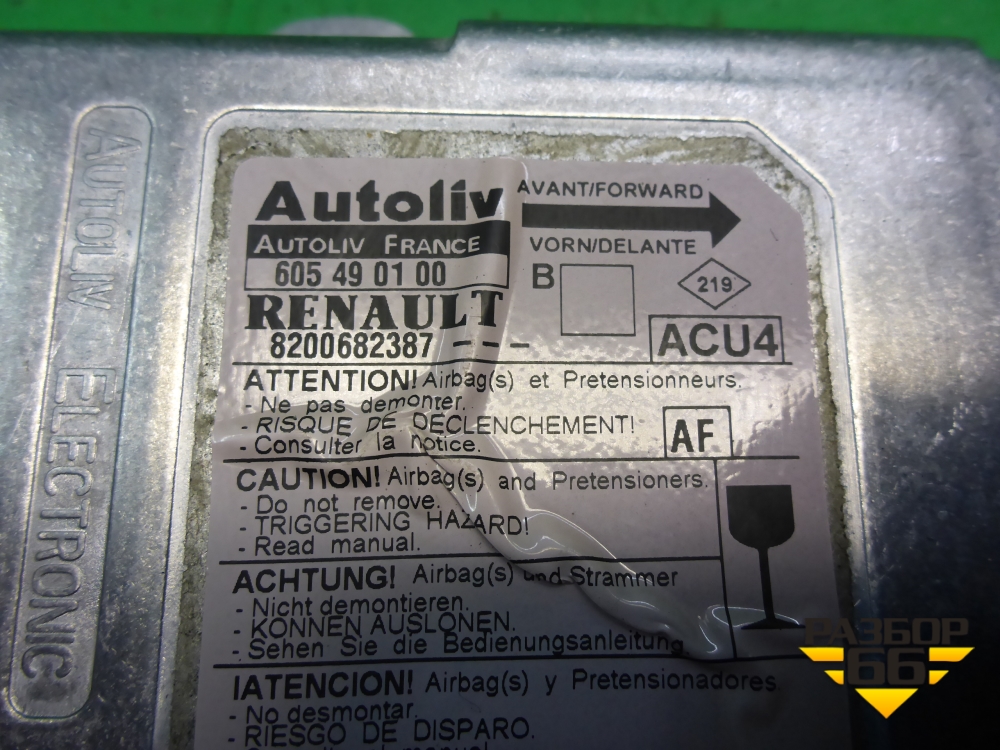 AUTOLIV ELECTRONIC
Autoliv
AUTOLIV FRANCE
605 49 01 00
RENAULT
8200682387 ---
AVANT/FORWARD
VORN/DELANTE
B
219
ACU4
ATTENTION! Airbag(s) et Pretensionneurs.
- Ne pas demonter.
- RISQUE DE DECLENCHEMENT!
- Consulter la notice.
AF
CAUTION! Airbag(s) and Pretensioners.
- Do not remove.
- TRIGGERING HAZARD!
- Read manual.
ACHTUNG! Airbag(s) und Strammer
- Nicht demontieren.
- KONNEN AUSLONEN.
- Sehen Sie die Bedienungsanleitung
IATENCION! Airbag(s) y Pretensionadores
- No desmontar.
- RIESGO DE DISPARO.
РАЗБОР
66